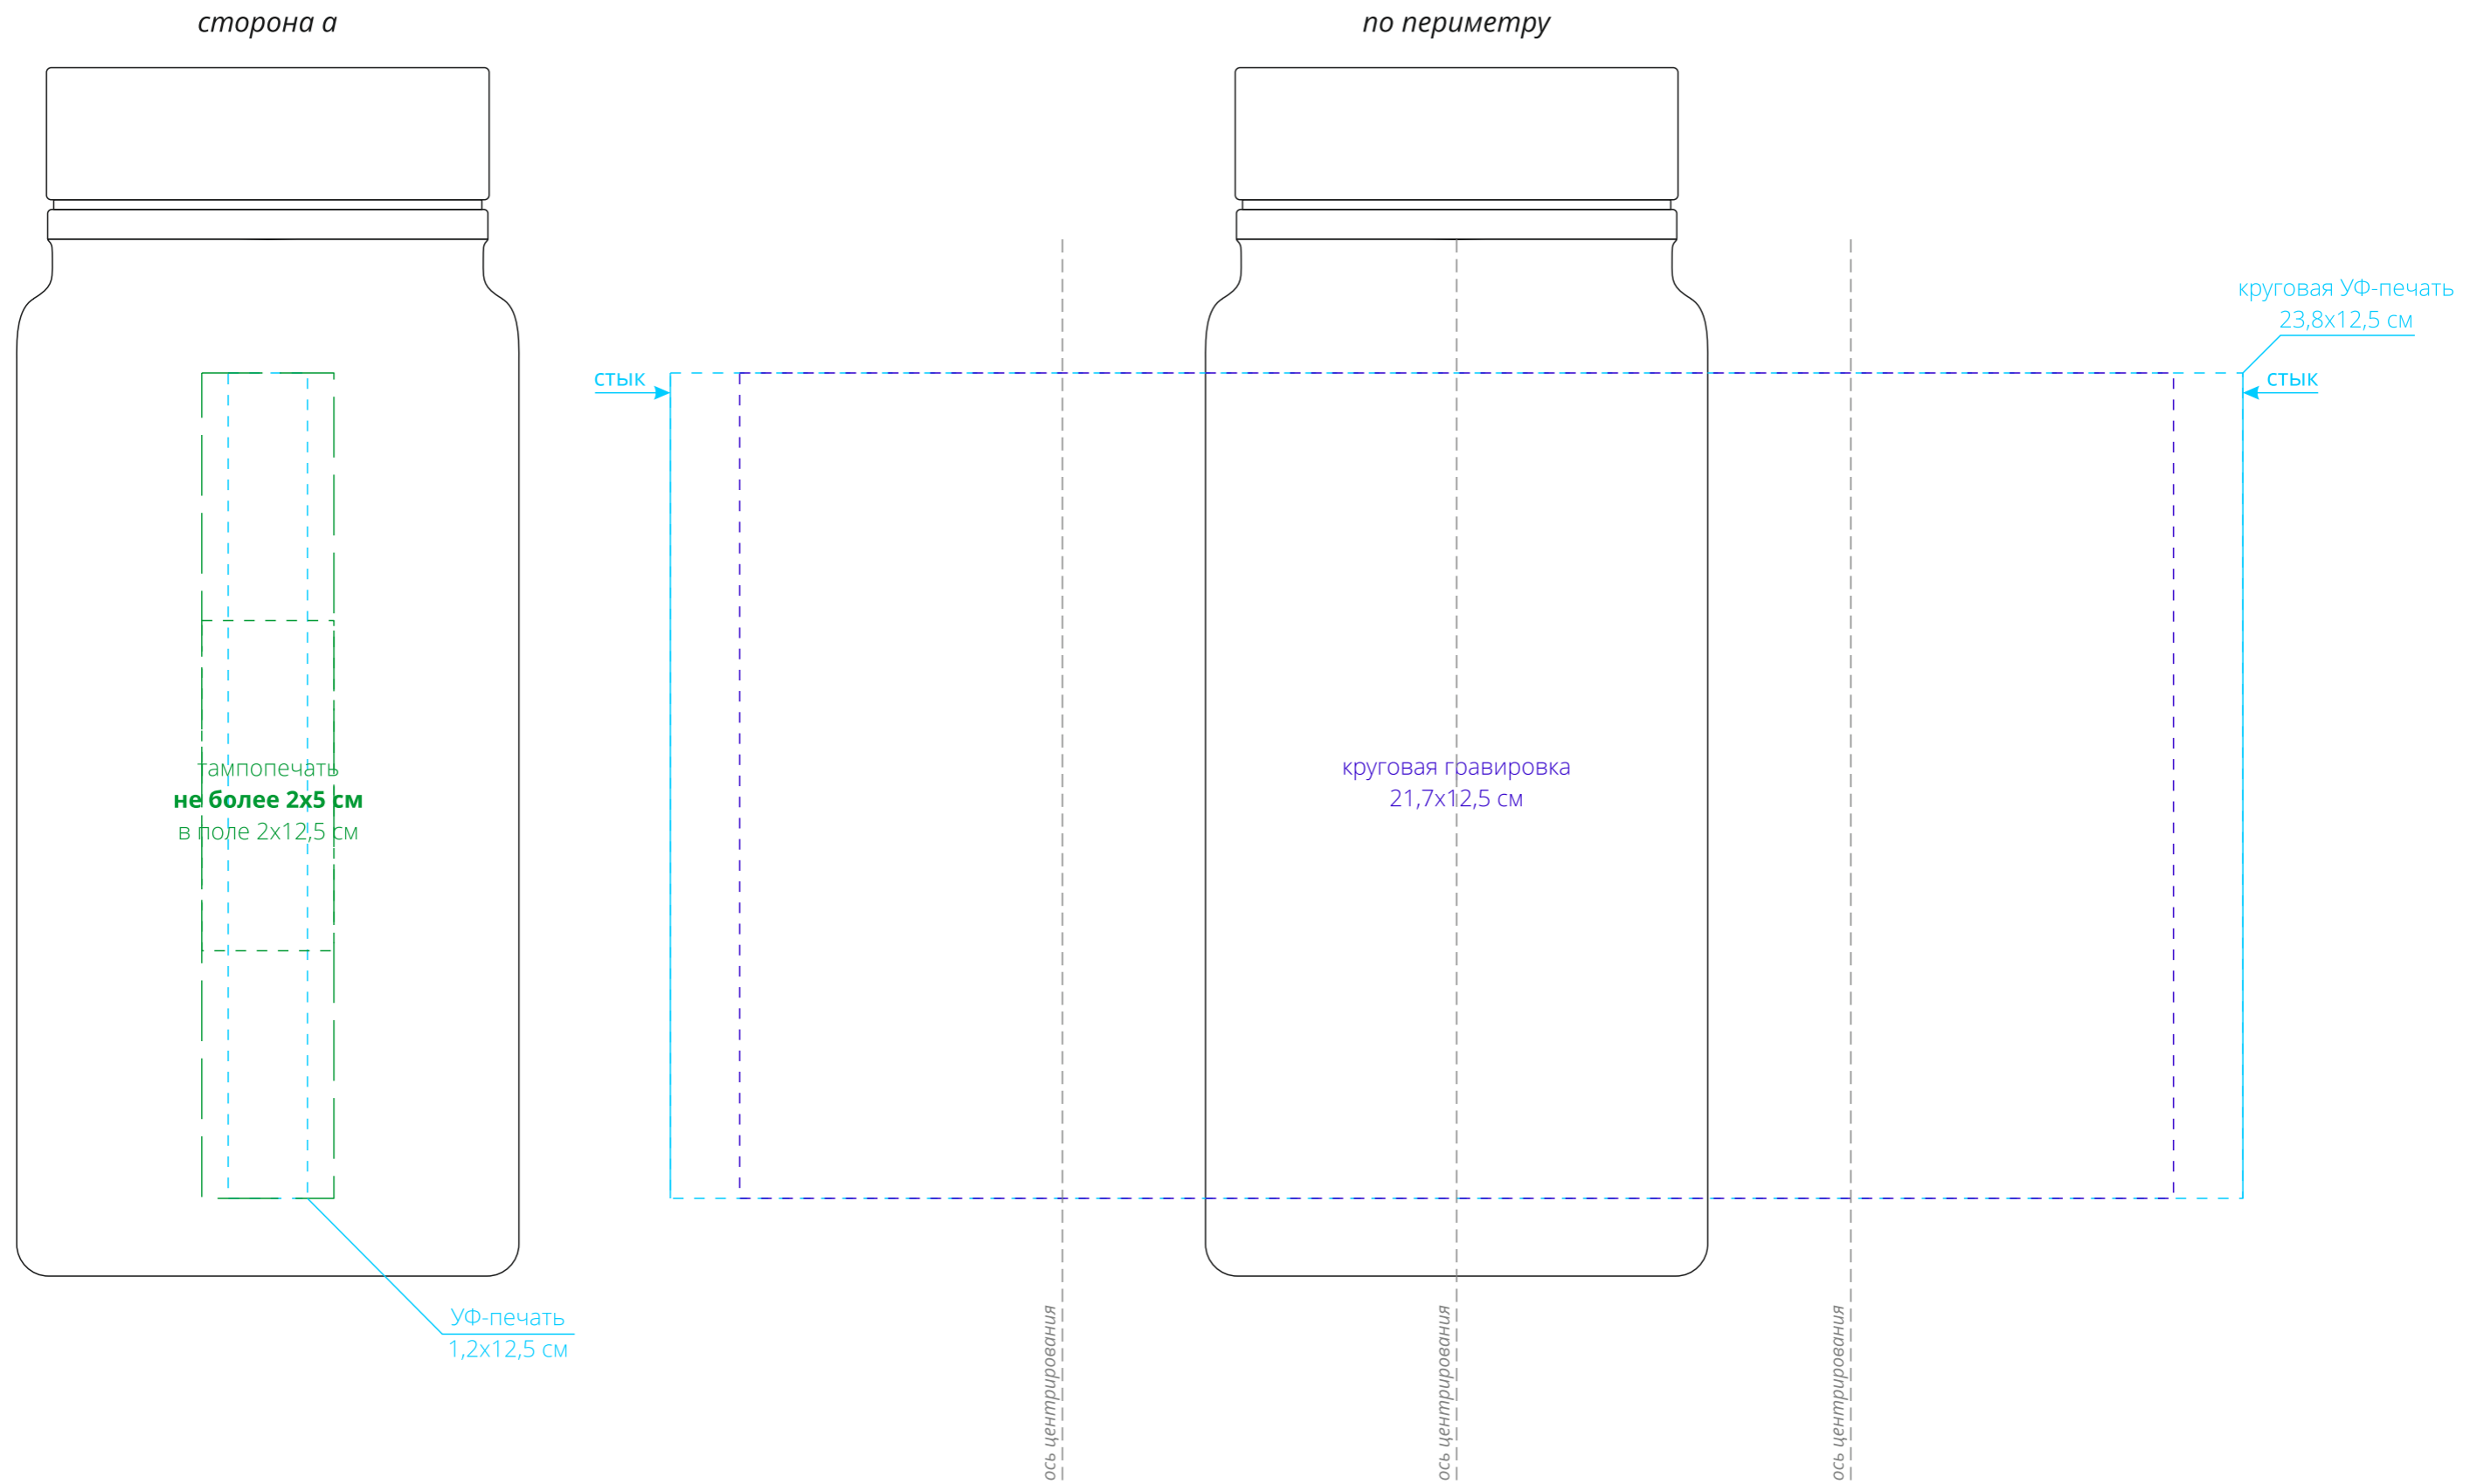 сторона а
по периметру
круговая УФ-печать
23,8х12,5 см
стык
стык
тампопечать
не более 2х5 см
в поле 2х12,5 см
круговая гравировка
21,7х12,5 см
УФ-печать
1,2х12,5 см
ось центрирования
ось центрирования
ось центрирования